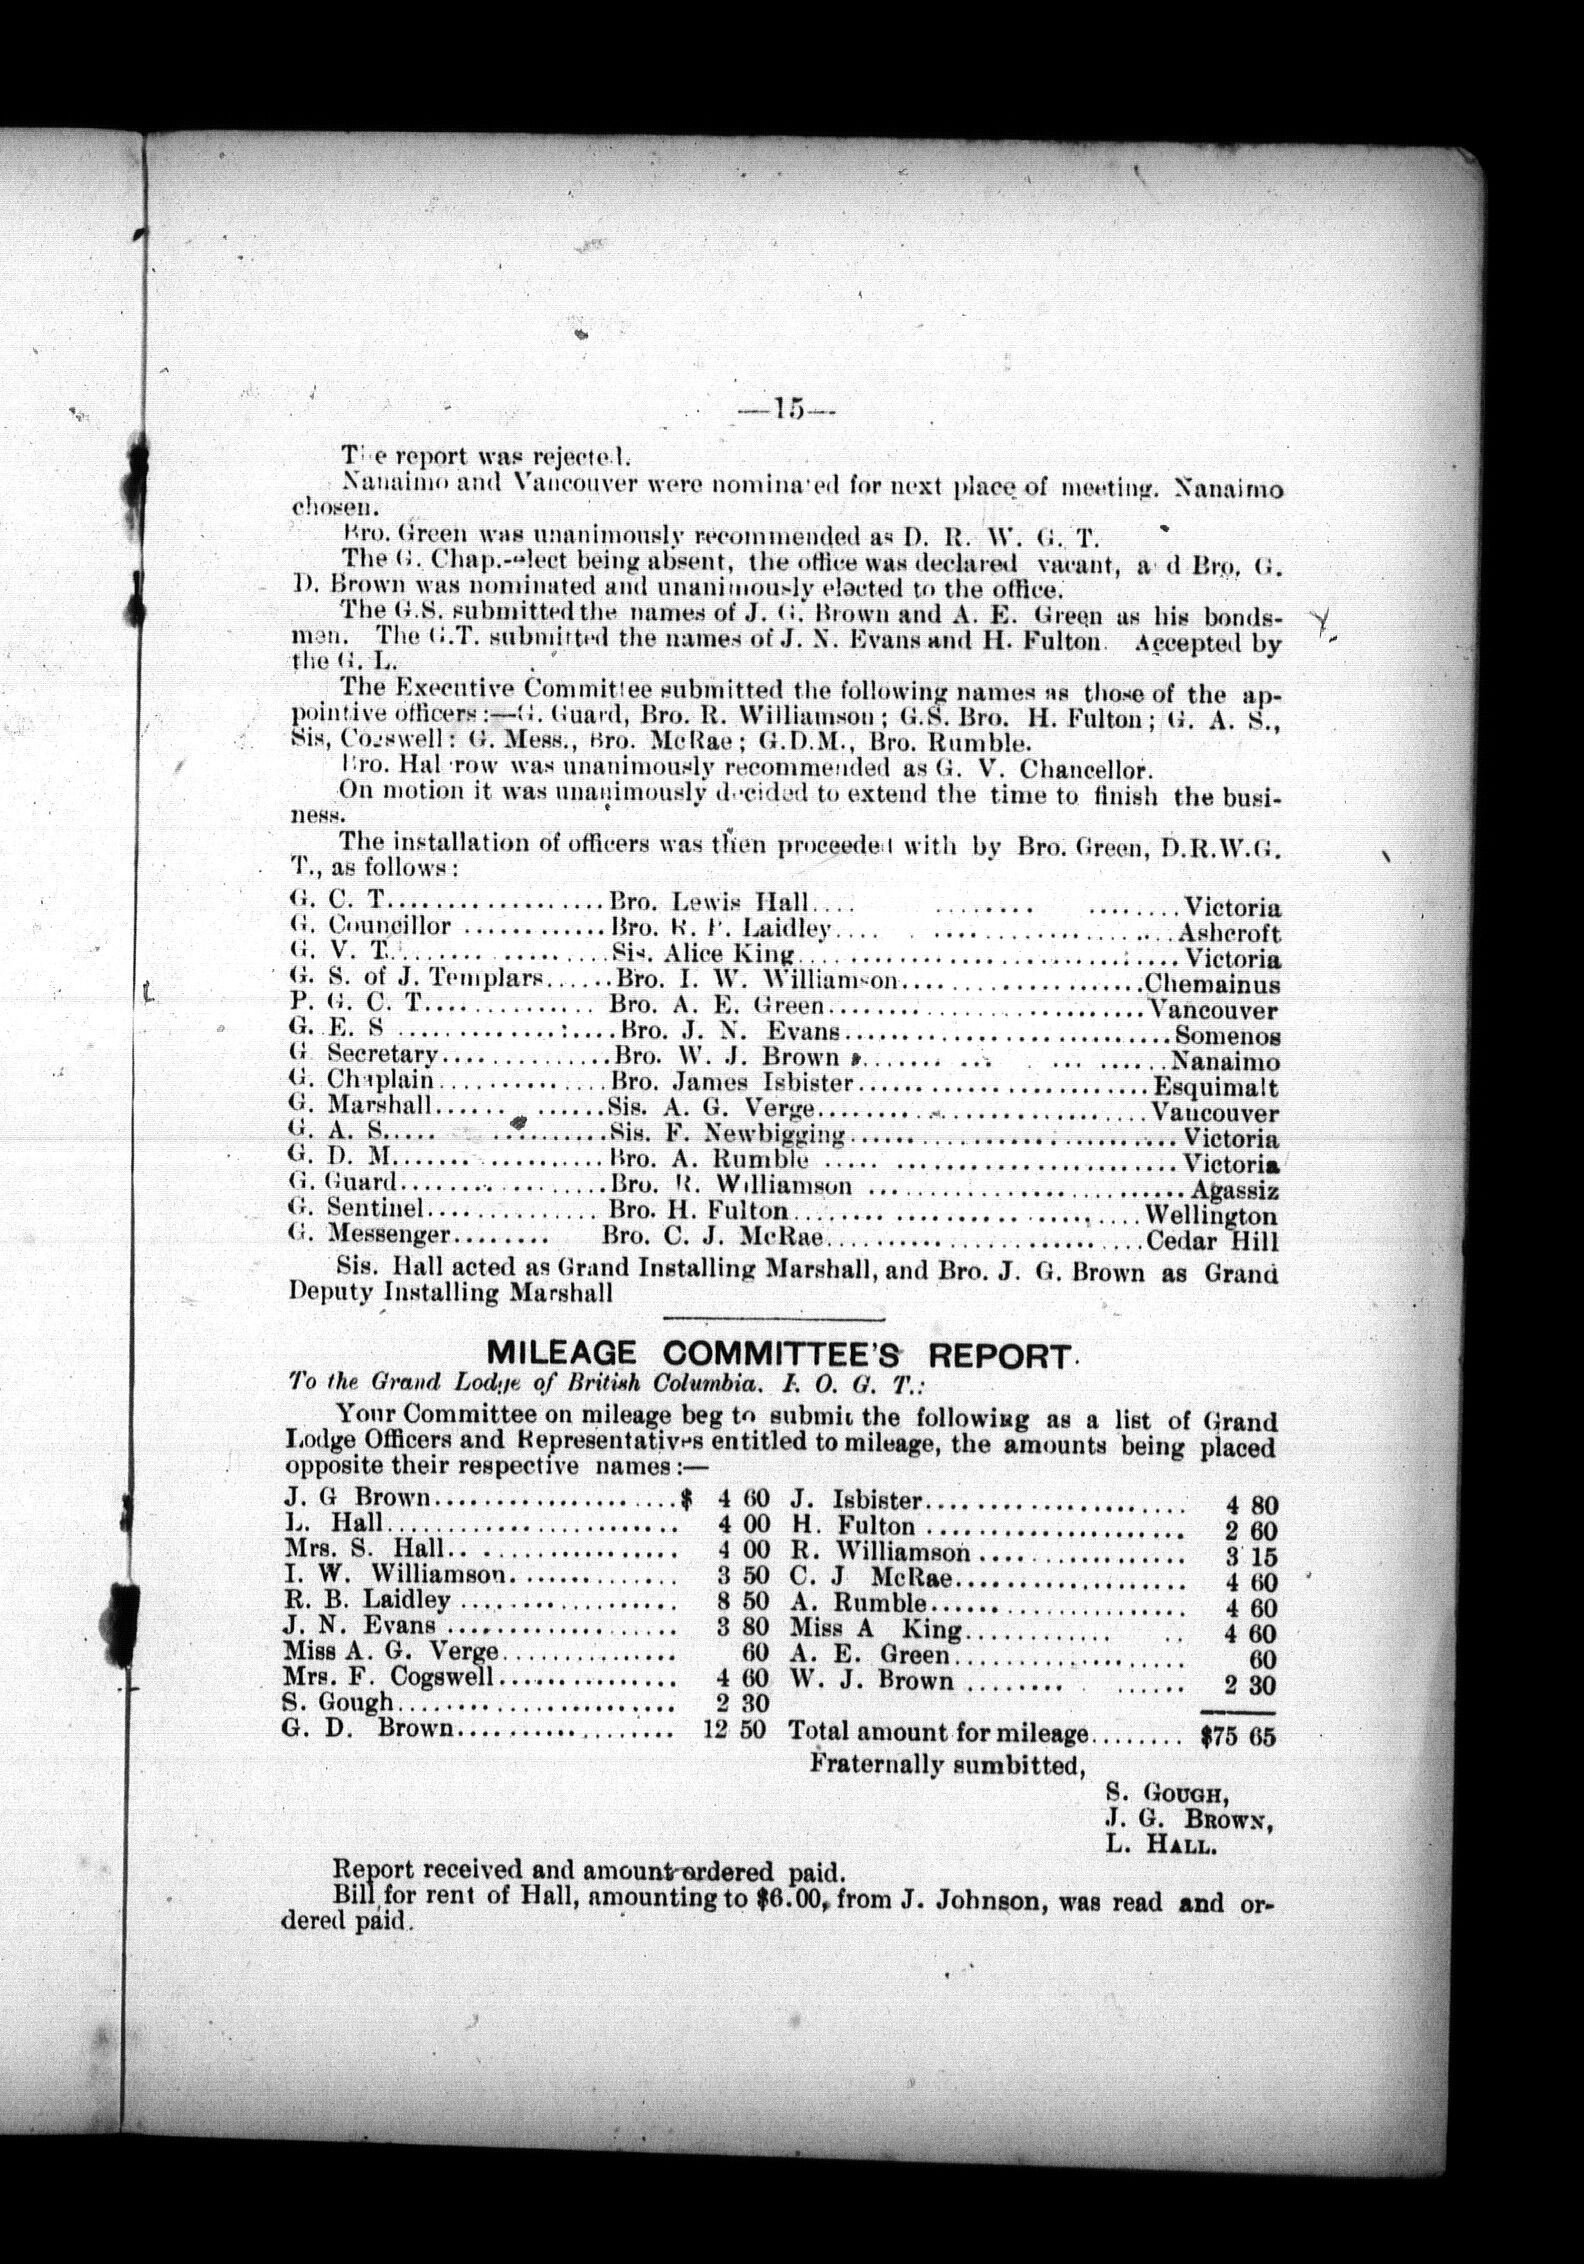 —15—
The report was rejected.
Nanaimo and Vancouver were nominated for next place of meeting. Nanaimo
chosen.
Bro. Green was unanimously recommended as D. R. W. G. T.
The G. Chap.-elect being absent, the office was declared vacant, and Bro. G.
D. Brown was nominated and unanimously elected to the office.
The G.S. submitted the names of J. G. Brown and A. E. Green as his bonds-
men. The G.T. submitted the names of J. N. Evans and H. Fulton. Accepted by
the G. L.
The Executive Committee submitted the following names as those of the ap-
pointive officers:—G. Guard, Bro. R. Williamson; G.S. Bro. H. Fulton; G. A. S.,
Sis, Cogswell: G. Mess., Bro. McRae; G.D.M., Bro. Rumble.
Bro. was unanimously recommended as G. V. Chancellor.
On motion it was unanimously decided to extend the time to finish the busi-
ness.
The installation of officers was then proceeded with by Bro. Green, D.R.W.G.
T., as follows:
G. C. T..................Bro. Lewis Hall.... ........ ........Victoria
G. Councillor ............Bro. Laidley.... ....................Ashcroft
G. V. T..................Sis. Alice King............................Victoria
G. S. of J. Templars......Bro. I. W. Williamson.....................Chemainus
P. G. C. T.............. Bro. A. E. Green...........................Vancouver
G. E. S ..................Bro. J. N. Evans............................Somenos
G Secretary...............Bro. W. J. Brown ........ ... ... ......Nanaimo
G. Chaplain...............Bro. James Isbister.........................Esquimalt
G. Marshall...... ......Sis. A. G. Verge............................Vancouver
G. A. S..... ..........Sis. F. Newbigging............................Victoria
G. D. M..................Bro. A. Rumble ..... .........................Victoria
G. Guard..................Bro. R. Williamson ............................Agassiz
G. Sentinel.............. Bro. H. Fulton............................Wellington
G. Messenger........ Bro. C. J. McRae............................Cedar Hill
Sis. Hall acted as Grand Installing Marshall, and Bro. J. G. Brown as Grand
Deputy Installing Marshall
MILEAGE COMMITTEE'S REPORT.
To the Grand Lodge of British Columbia. I. O. G. T.:
Your Committee on mileage beg to submit the following as a list of Grand
Lodge Officers and Representatives entitled to mileage, the amounts being placed
opposite their respective names:—
J. G Brown.....................$ 4 60 J. Isbister....................... 4 80
L. Hall......................... 4 00 H. Fulton ....................... 2 60
Mrs. S. Hall.. .................. 4 00 R. Williamson .................. 3 15
I. W. Williamson.............. 3 50 C. J McRae.................... 4 60
R. B. Laidley ................... 8 50 A. Rumble...................... 4 60
J. N. Evans ..................... 3 80 Miss A King............ .. 4 60
Miss A. G. Verge............... 60 A. E. Green..................... 60
Mrs. F. Cogswell................ 4 60 W. J. Brown ........ ...... 2 30
S. Gough......................... 2 30
G. D. Brown.................... 12 50 Total amount for mileage........ $75 65
Fraternally sumbitted,
S. GOUGH,
J. G. BROWN,
L. HALL.
Report received and amount ordered paid.
Bill for rent of Hall, amounting to $6.00, from J. Johnson, was read and or-
dered paid.